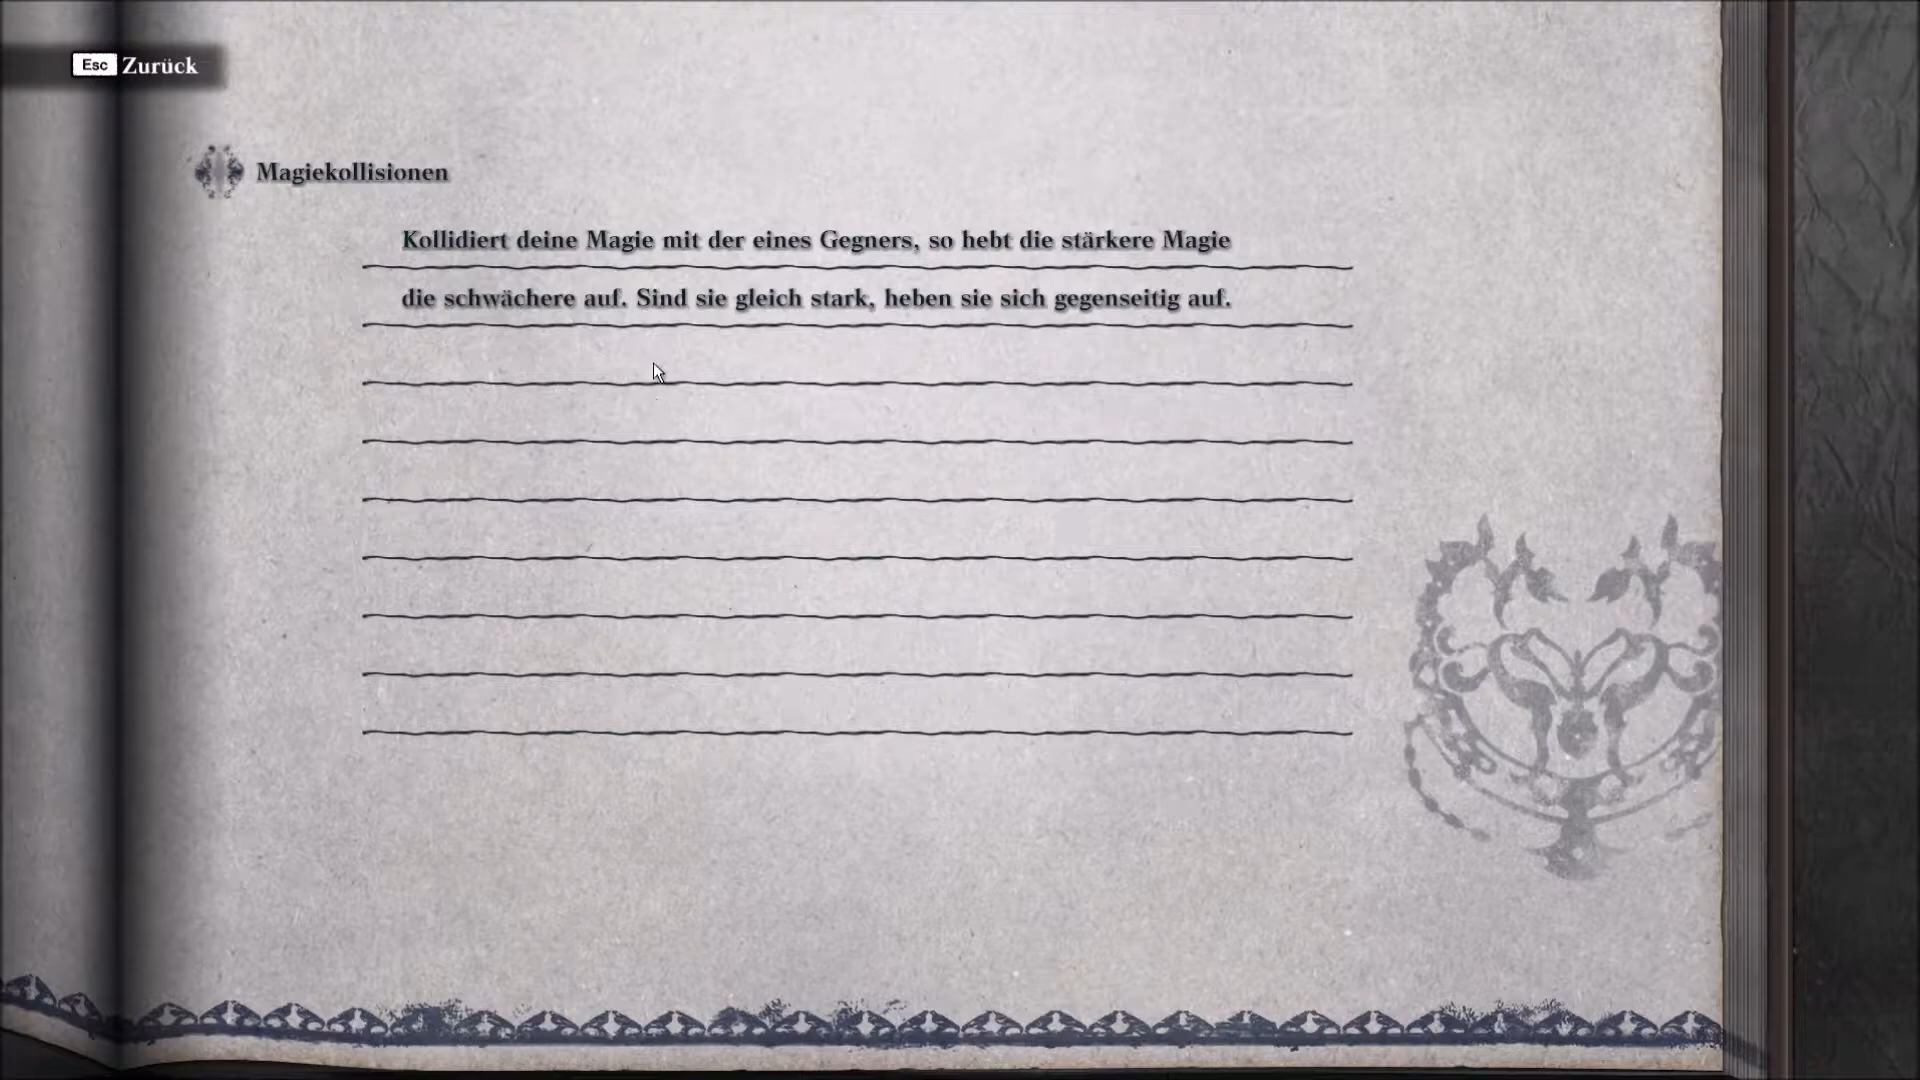 Esc Zurück
Magiekollisionen
Kollidiert deine Magie mit der eines Gegners, so hebt die stärkere Magie
die schwächere auf. Sind sie gleich stark, heben sie sich gegenseitig auf.